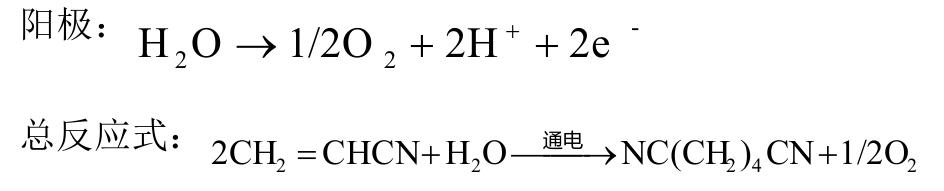 阳极： H₂O → 1/2O₂ + 2H⁺ + 2e⁻
总反应式： 2CH₂=CHCN+H₂O —通电→ NC(CH₂)₄CN+1/2O₂